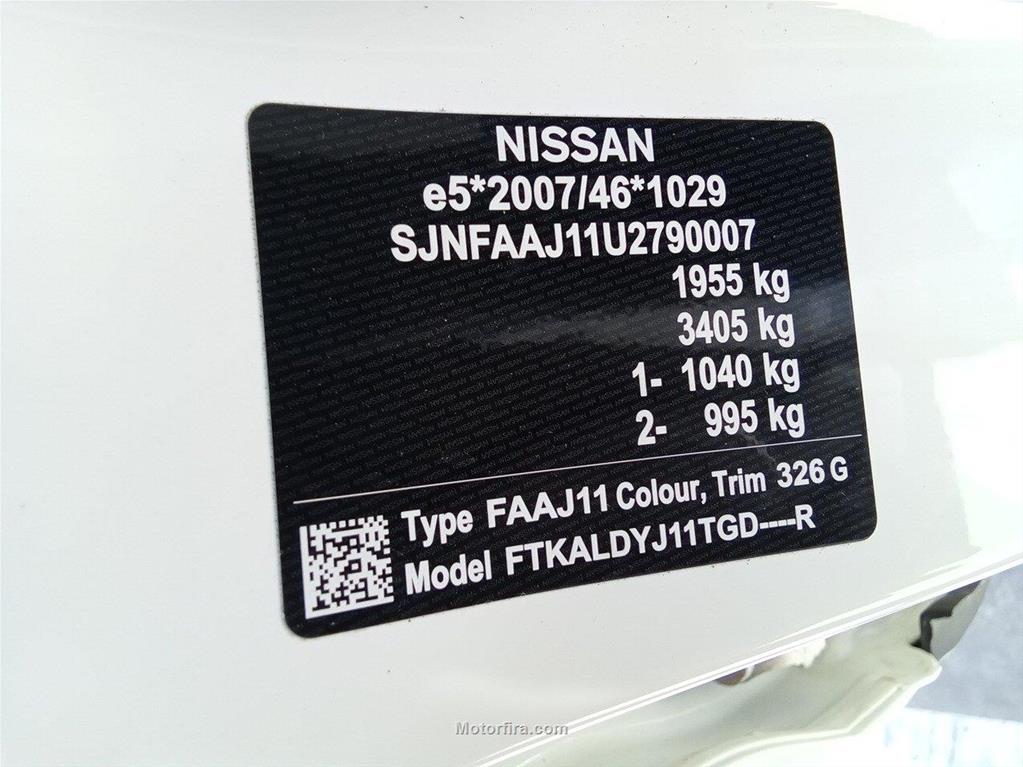 NISSAN
e5*2007/46*1029
SJNFAAJ11U2790007
1955 kg
3405 kg
1- 1040 kg
2- 995 kg
Type FAAJ11 Colour, Trim 326 G
Model FTKALDYJ11TGD----R
Motorfira.com